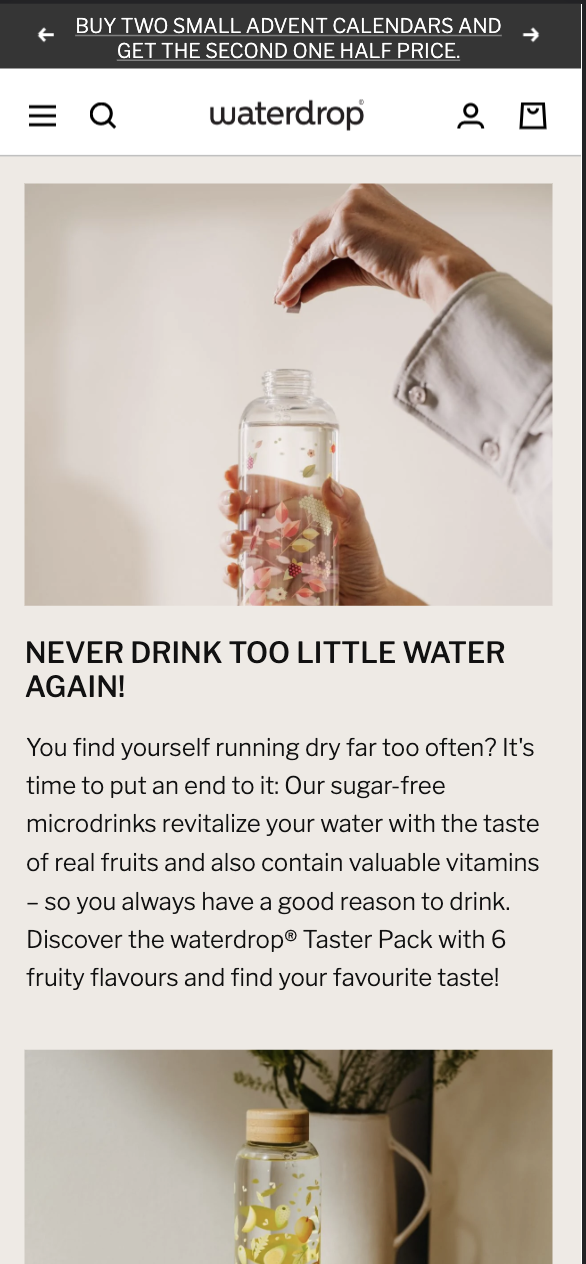 BUY TWO SMALL ADVENT CALENDARS AND
GET THE SECOND ONE HALF PRICE.
waterdrop®
NEVER DRINK TOO LITTLE WATER
AGAIN!
You find yourself running dry far too often? It's
time to put an end to it: Our sugar-free
microdrinks revitalize your water with the taste
of real fruits and also contain valuable vitamins
– so you always have a good reason to drink.
Discover the waterdrop® Taster Pack with 6
fruity flavours and find your favourite taste!